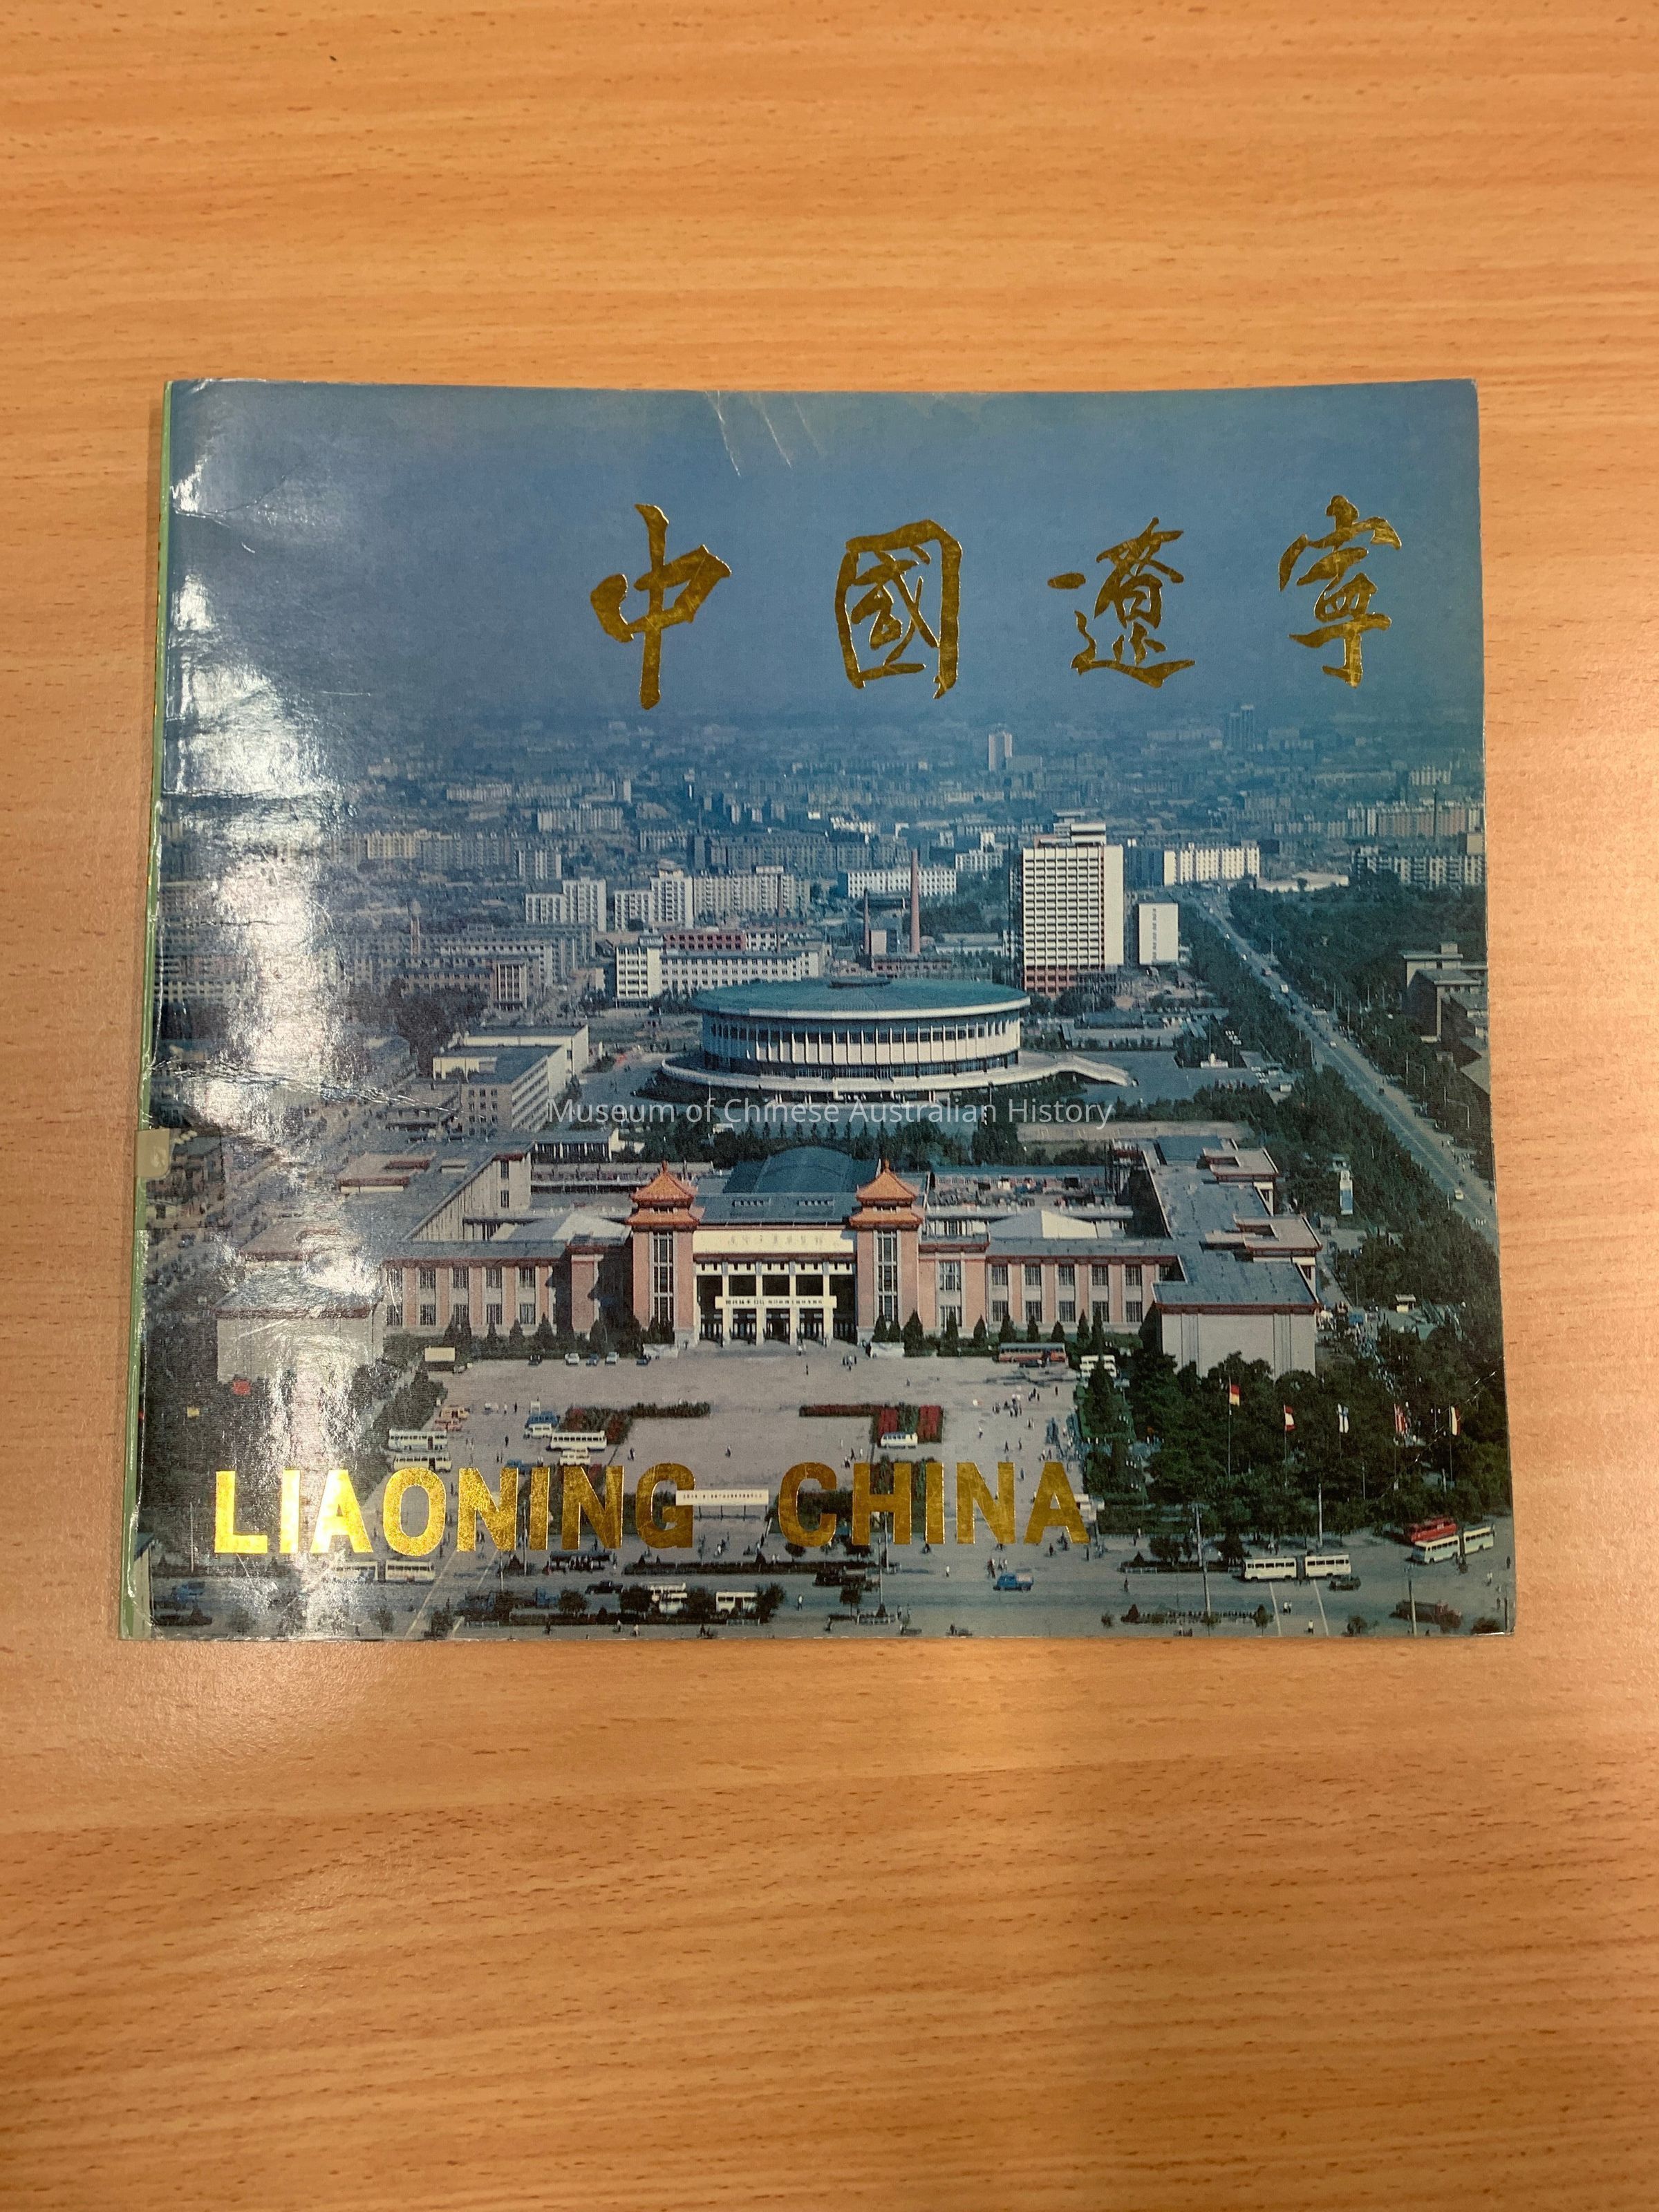 中國遼寧
Museum of Chinese Australian History
LIAONING CHINA